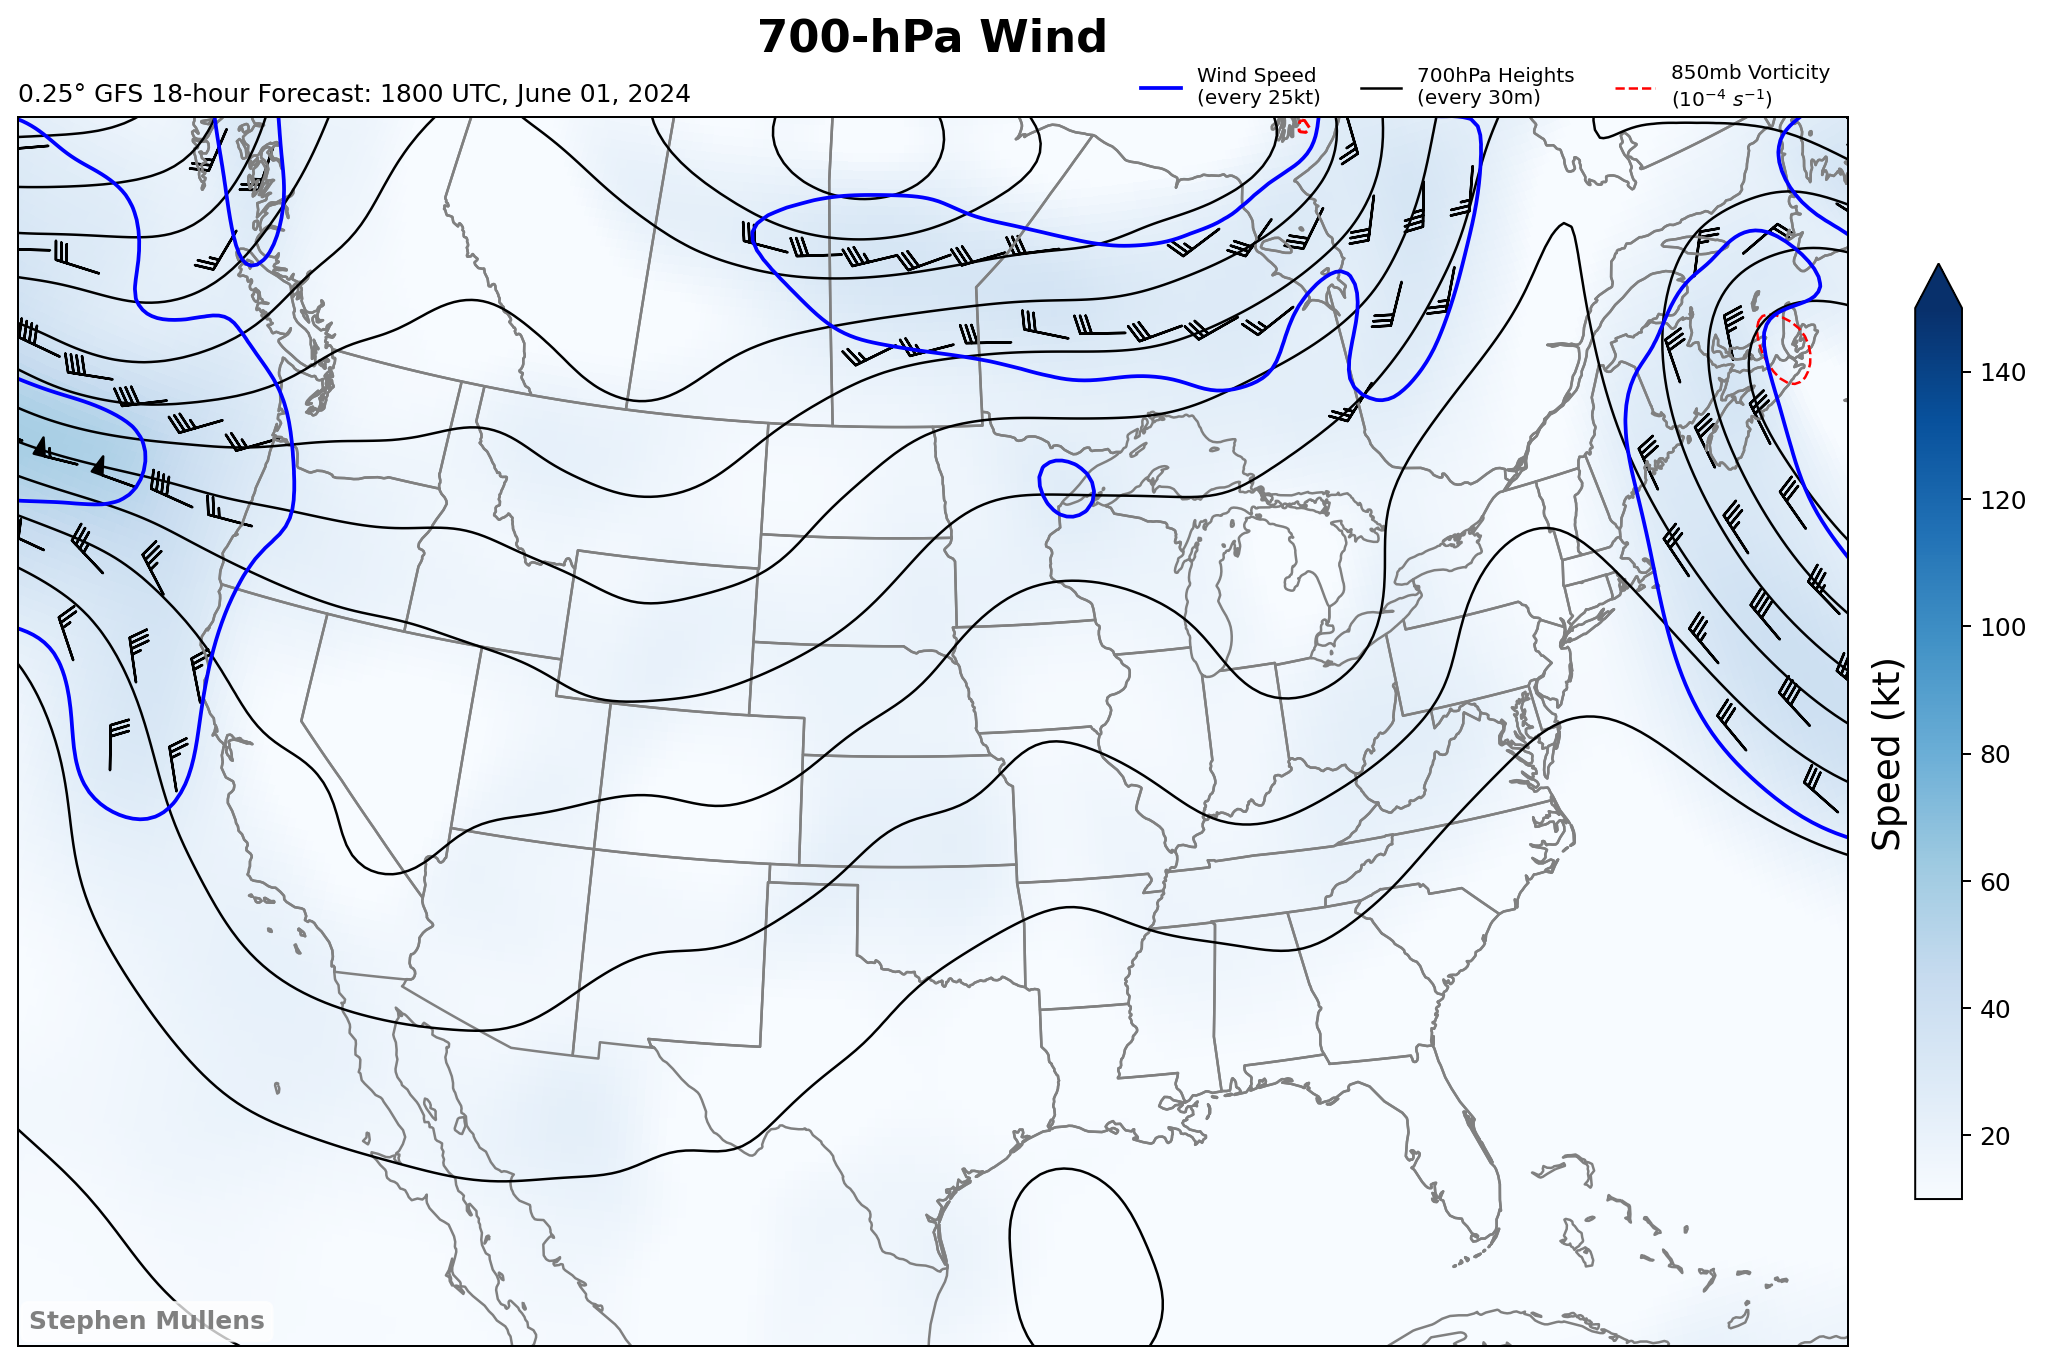 700-hPa Wind
0.25° GFS 18-hour Forecast: 1800 UTC, June 01, 2024
Wind Speed
(every 25kt)
700hPa Heights
(every 30m)
850mb Vorticity
(10⁻⁴ s⁻¹)
140
120
100
80
60
40
20
Speed (kt)
Stephen Mullens